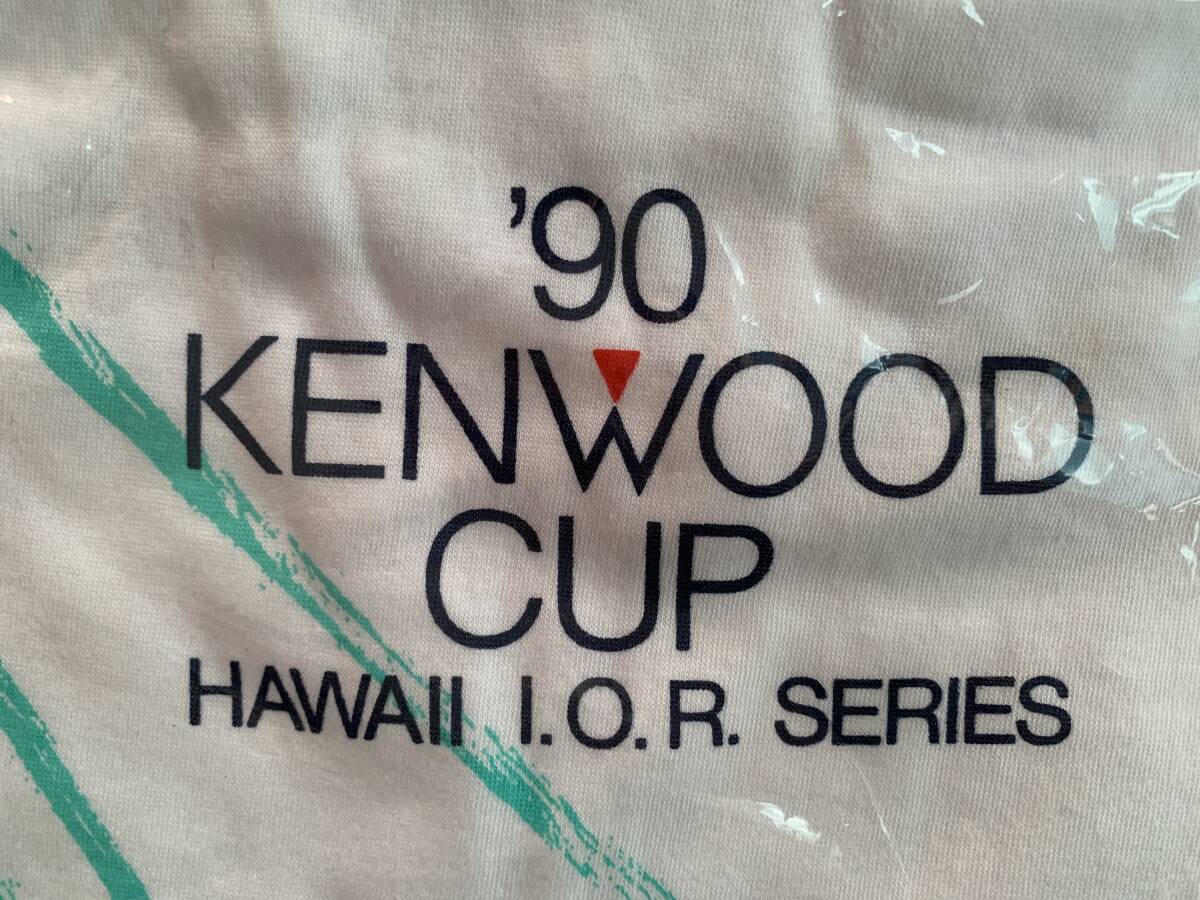 ’90
KENWOOD
CUP
HAWAII I.O.R. SERIES